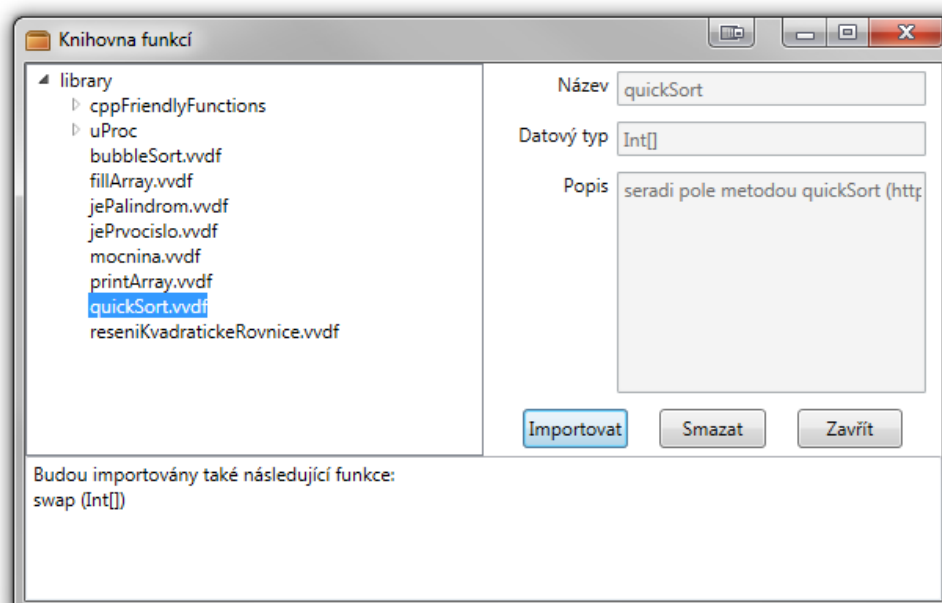 Knihovna funkcí
library
cppFriendlyFunctions
uProc
bubbleSort.vvdf
fillArray.vvdf
jePalindrom.vvdf
jePrvocislo.vvdf
mocnina.vvdf
printArray.vvdf
quickSort.vvdf
reseniKvadratickeRovnice.vvdf
Název quickSort
Datový typ Int[]
Popis seradi pole metodou quickSort (http
Importovat Smazat Zavřít
Budou importovány také následující funkce:
swap (Int[])